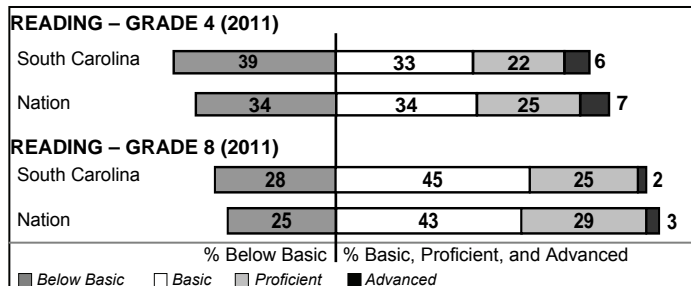 READING – GRADE 4 (2011)
South Carolina 39 33 22 6
Nation 34 34 25 7
READING – GRADE 8 (2011)
South Carolina 28 45 25 2
Nation 25 43 29 3
% Below Basic % Basic, Proficient, and Advanced
Below Basic Basic Proficient Advanced